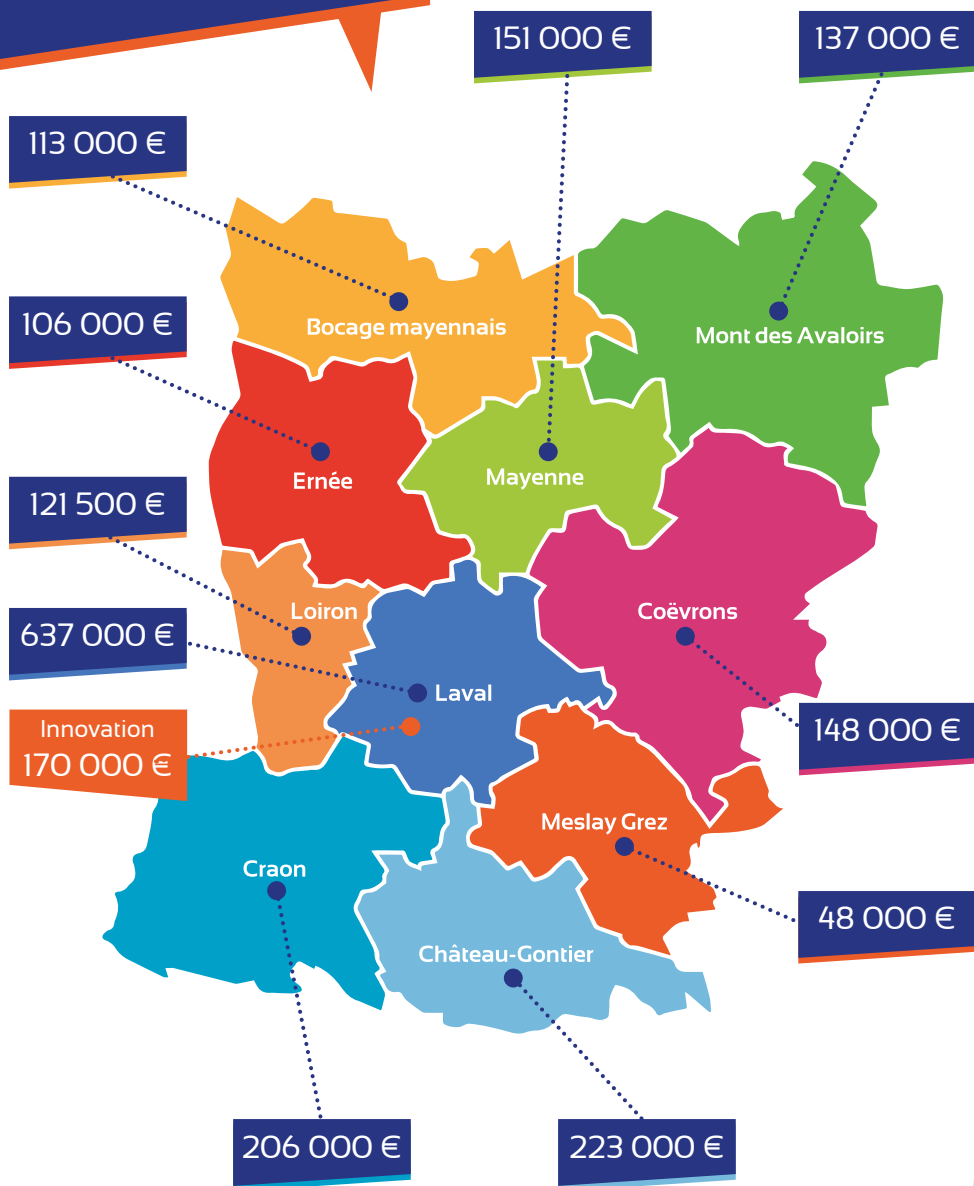 151 000 €
137 000 €
113 000 €
Bocage mayennais
Mont des Avaloirs
106 000 €
Ernée
Mayenne
121 500 €
Loiron
Coëvrons
637 000 €
Laval
Innovation
170 000 €
148 000 €
Meslay Grez
Craon
48 000 €
Château-Gontier
206 000 €
223 000 €